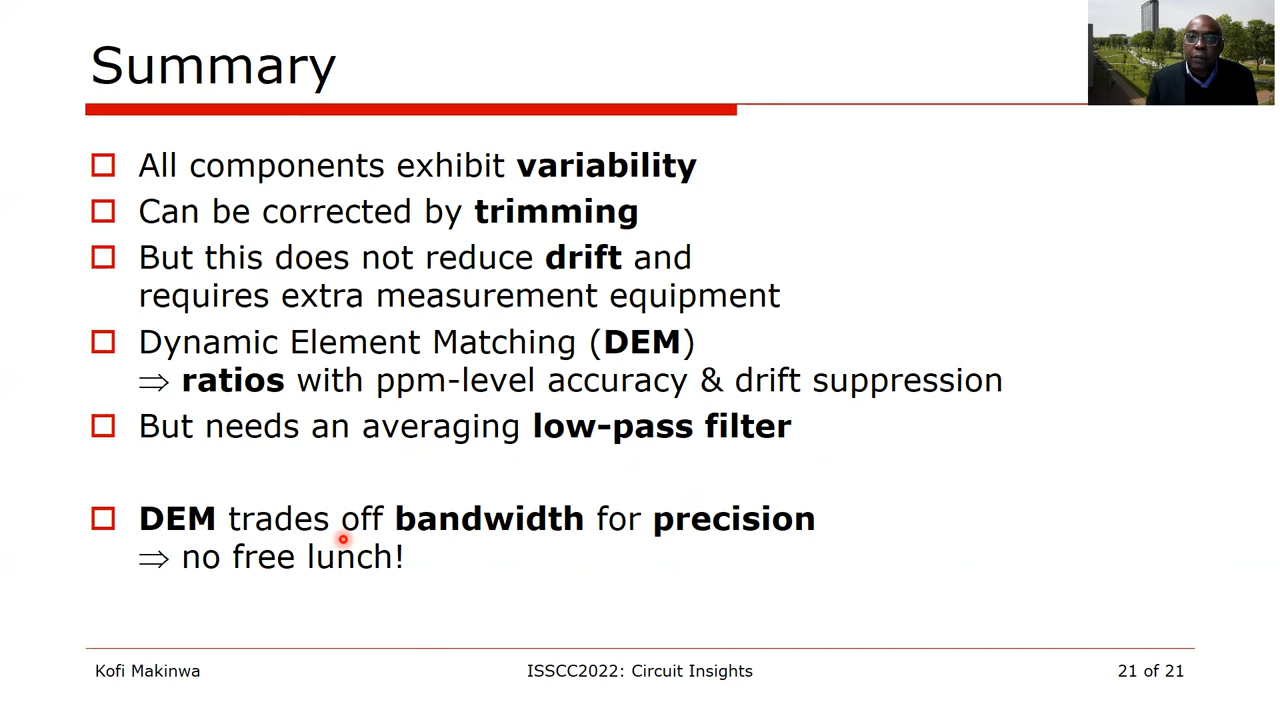 Summary
All components exhibit variability
Can be corrected by trimming
But this does not reduce drift and
requires extra measurement equipment
Dynamic Element Matching (DEM)
⇒ ratios with ppm-level accuracy & drift suppression
But needs an averaging low-pass filter
DEM trades off bandwidth for precision
⇒ no free lunch!
Kofi Makinwa
ISSCC2022: Circuit Insights
21 of 21